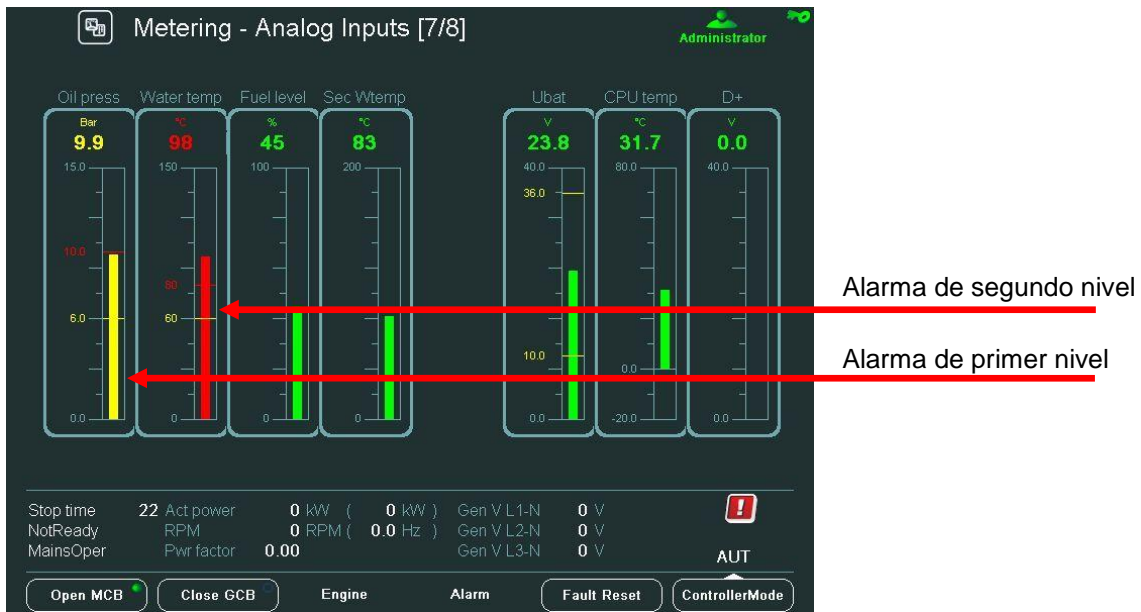 Metering - Analog Inputs [7/8]
Administrator
Oil press Water temp Fuel level Sec Wtemp Ubat CPU temp D+
Bar °C % °C V °C V
9.9 98 45 83 23.8 31.7 0.0
15.0 150 100 200 40.0 80.0 40.0
36.0
10.0
80
Alarma de segundo nivel
6.0 60
10.0
Alarma de primer nivel
0.0
0.0 0 0 0 0.0 -20.0 0.0
Stop time 22 Act power 0 kW ( 0 kW ) Gen V L1-N 0 V
NotReady RPM 0 RPM ( 0.0 Hz ) Gen V L2-N 0 V
MainsOper Pwr factor 0.00 Gen V L3-N 0 V
AUT
Open MCB Close GCB Engine Alarm Fault Reset ControllerMode